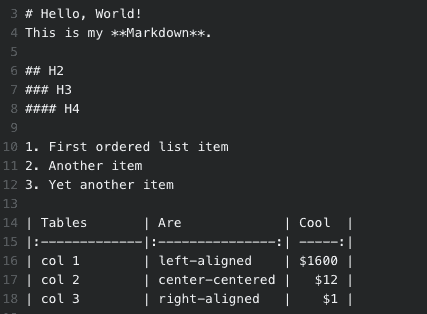 3 # Hello, World!
4 This is my **Markdown**.
5
6 ## H2
7 ### H3
8 #### H4
9
10 1. First ordered list item
11 2. Another item
12 3. Yet another item
13
14 | Tables       | Are             | Cool  |
15 |:-------------|:---------------:| -----:|
16 | col 1        | left-aligned    | $1600 |
17 | col 2        | center-centered |   $12 |
18 | col 3        | right-aligned   |    $1 |